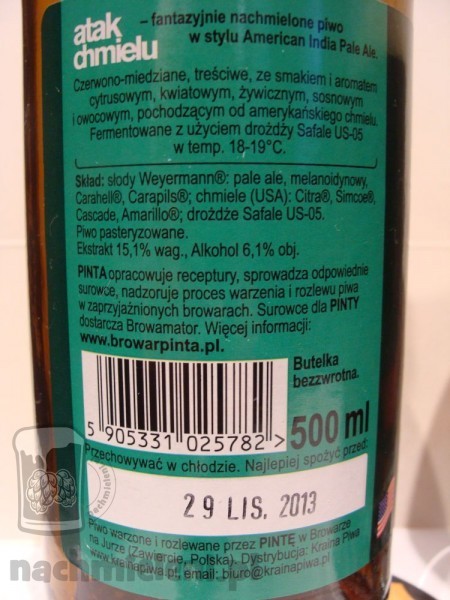 atak
chmielu
– fantazyjnie nachmielone piwo
w stylu American India Pale Ale.
Czerwono-miedziane, treściwe, ze smakiem i aromatem
cytrusowym, kwiatowym, żywicznym, sosnowym
i owocowym, pochodzącym od amerykańskiego chmielu.
Fermentowane z użyciem drożdży Safale US-05
w temp. 18-19°C.
Skład: słody Weyermann®: pale ale, melanoidynowy,
Carahell®, Carapils®; chmiele (USA): Citra®, Simcoe®,
Cascade, Amarillo®; drożdże Safale US-05.
Piwo pasteryzowane.
Ekstrakt 15,1% wag., Alkohol 6,1% obj.
PINTA opracowuje receptury, sprowadza odpowiednie
surowce, nadzoruje proces warzenia i rozlewu piwa
w zaprzyjaźnionych browarach. Surowce dla PINTY
dostarcza Browamator. Więcej informacji:
www.browarpinta.pl.
Butelka
bezzwrotna.
5 905331 025782 >
500 ml
Przechowywać w chłodzie. Najlepiej spożyć przed:
29 LIS. 2013
Piwo warzone i rozlewane przez PINTĘ w Browarze
na Jurze (Zawiercie, Polska). Dystrybucja: Kraina Piwa
www.krainapiwa.pl, email: biuro@krainapiwa.pl